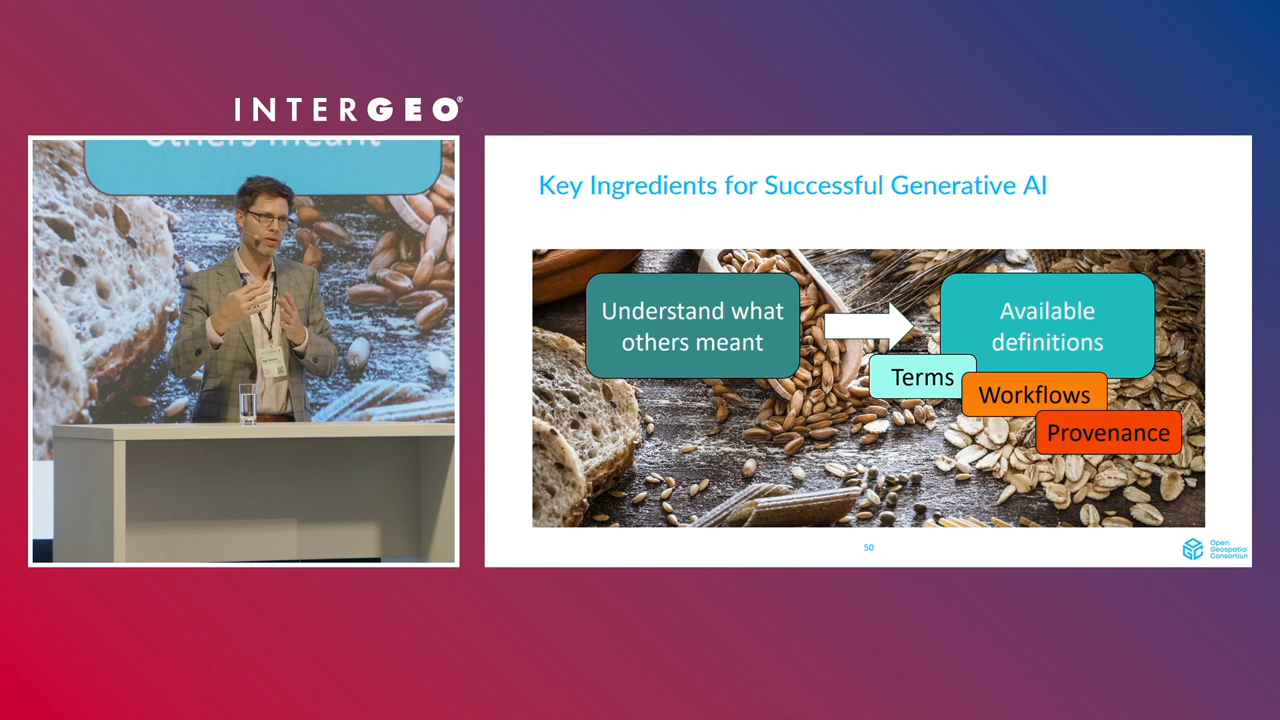 INTERGEO®
others meant
Key Ingredients for Successful Generative AI
Understand what
others meant
Available
definitions
Terms
Workflows
Provenance
50
Open
Geospatial
Consortium